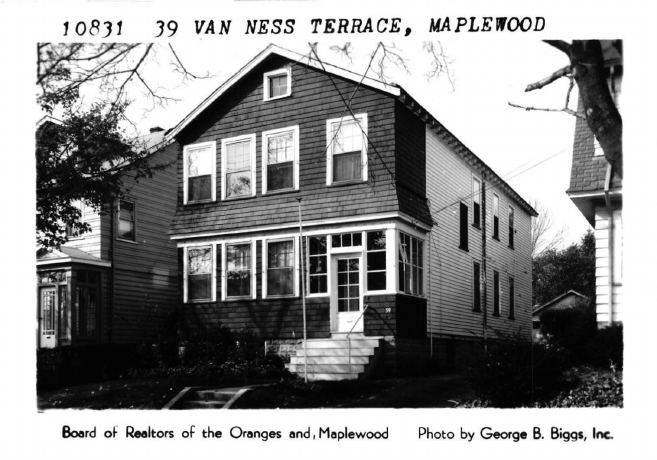 10831 39 VAN NESS TERRACE, MAPLEWOOD
39
Board of Realtors of the Oranges and, Maplewood Photo by George B. Biggs, Inc.